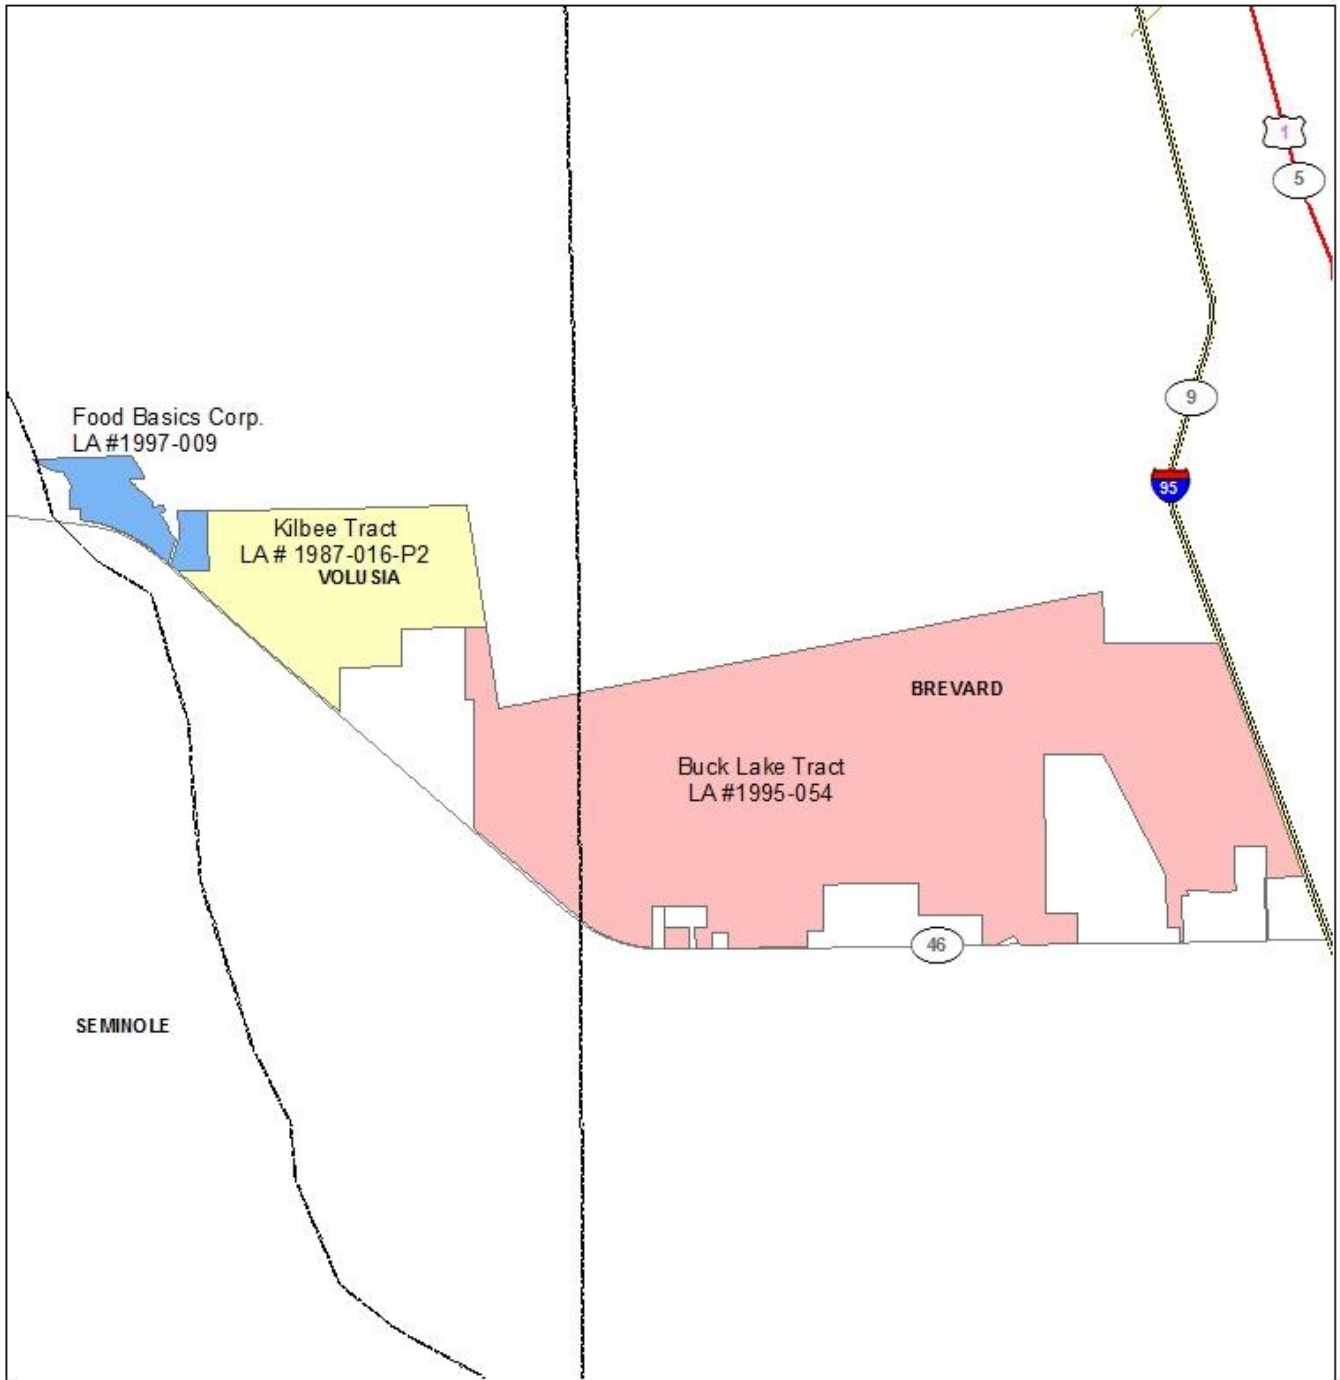 1
5
9
Food Basics Corp.
LA #1997-009
95
Kilbee Tract
LA # 1987-016-P2
VOLUSIA
BREVARD
Buck Lake Tract
LA #1995-054
46
SEMINOLE